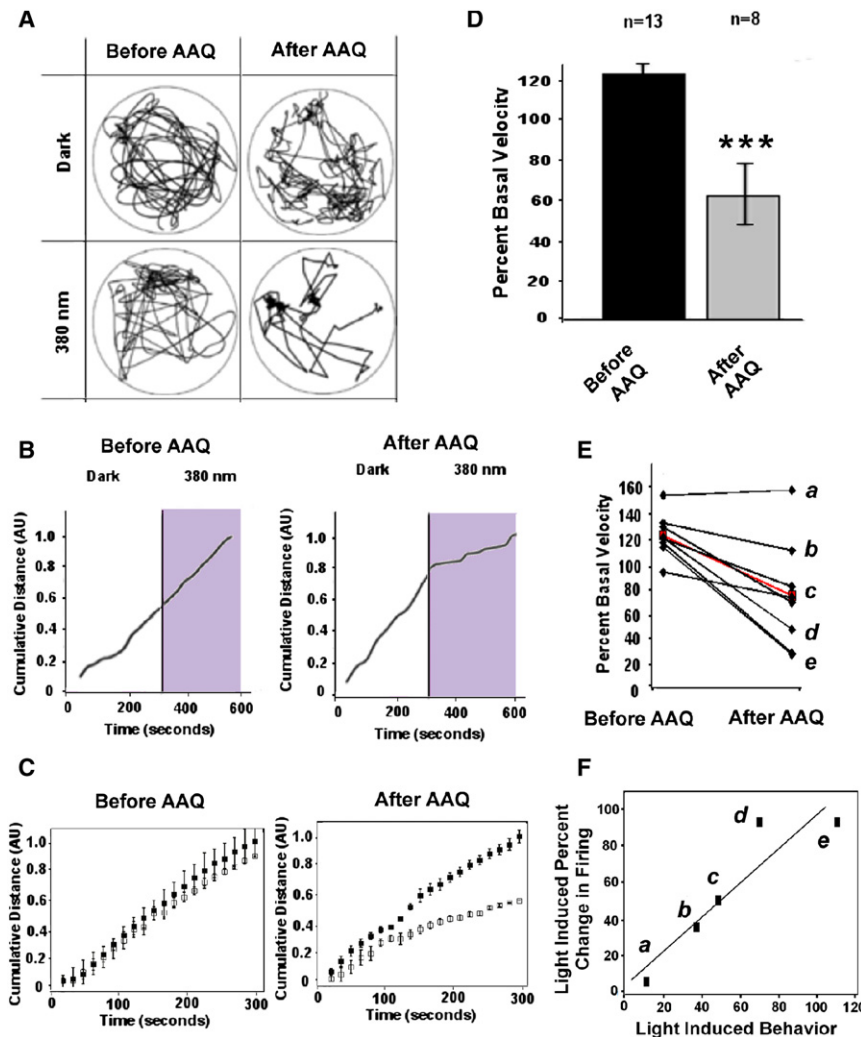 A
Before AAQ
After AAQ
Dark
380 nm
D
n=13
n=8
Percent Basal Velocity
120
100
80
60
40
20
0
***
Before
AAQ
After
AAQ
B
Before AAQ
Dark
380 nm
Cumulative Distance (AU)
1.0
0.8
0.6
0.4
0.2
0
0
200
400
600
Time (seconds)
After AAQ
Dark
380 nm
Cumulative Distance (AU)
1.0
0.8
0.6
0.4
0.2
0
0
200
400
600
Time (seconds)
E
Percent Basal Velocity
160
140
120
100
80
60
40
20
0
a
b
c
d
e
Before AAQ
After AAQ
C
Before AAQ
Cumulative Distance (AU)
1.0
0.8
0.6
0.4
0.2
0
0
100
200
300
Time (seconds)
After AAQ
1.0
0.8
0.6
0.4
0.2
0
0
100
200
300
Time (seconds)
F
Light Induced Percent
Change in Firing
100
80
60
40
20
0
a
b
c
d
e
0
20
40
60
80
100
120
Light Induced Behavior